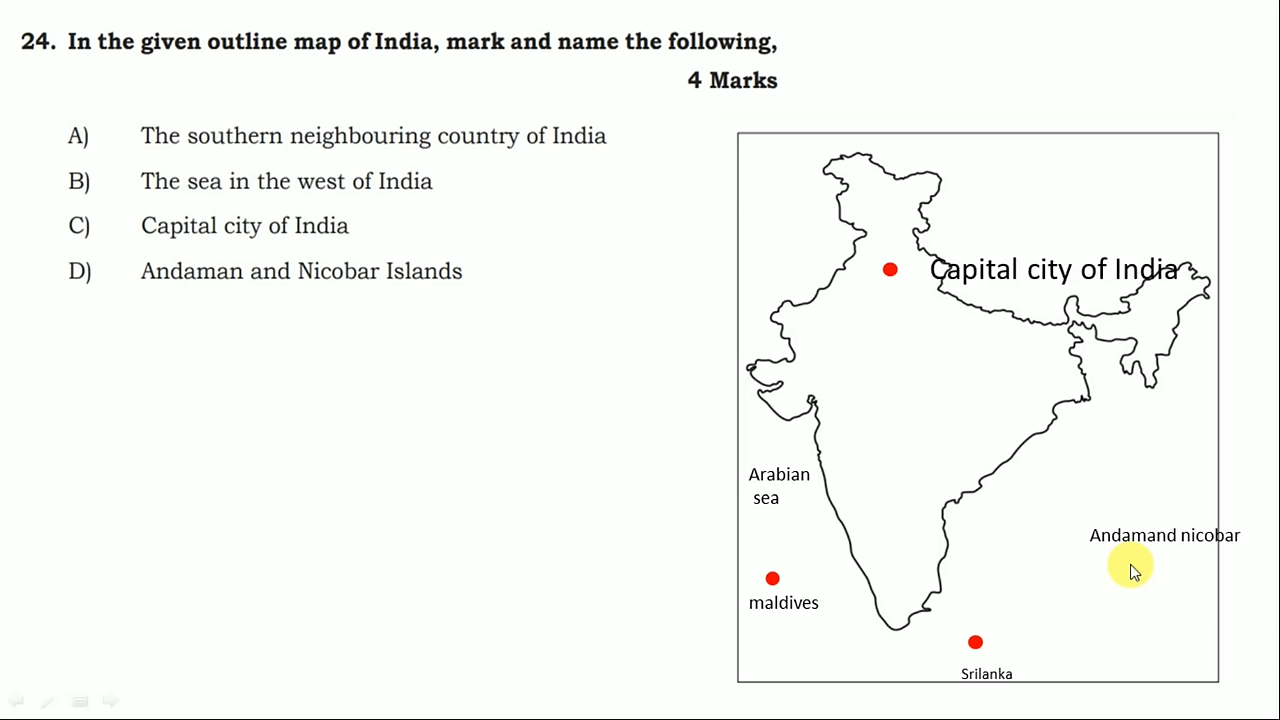 24. In the given outline map of India, mark and name the following,
4 Marks
A) The southern neighbouring country of India
B) The sea in the west of India
C) Capital city of India
D) Andaman and Nicobar Islands
Capital city of India
Arabian
sea
Andamand nicobar
maldives
Srilanka